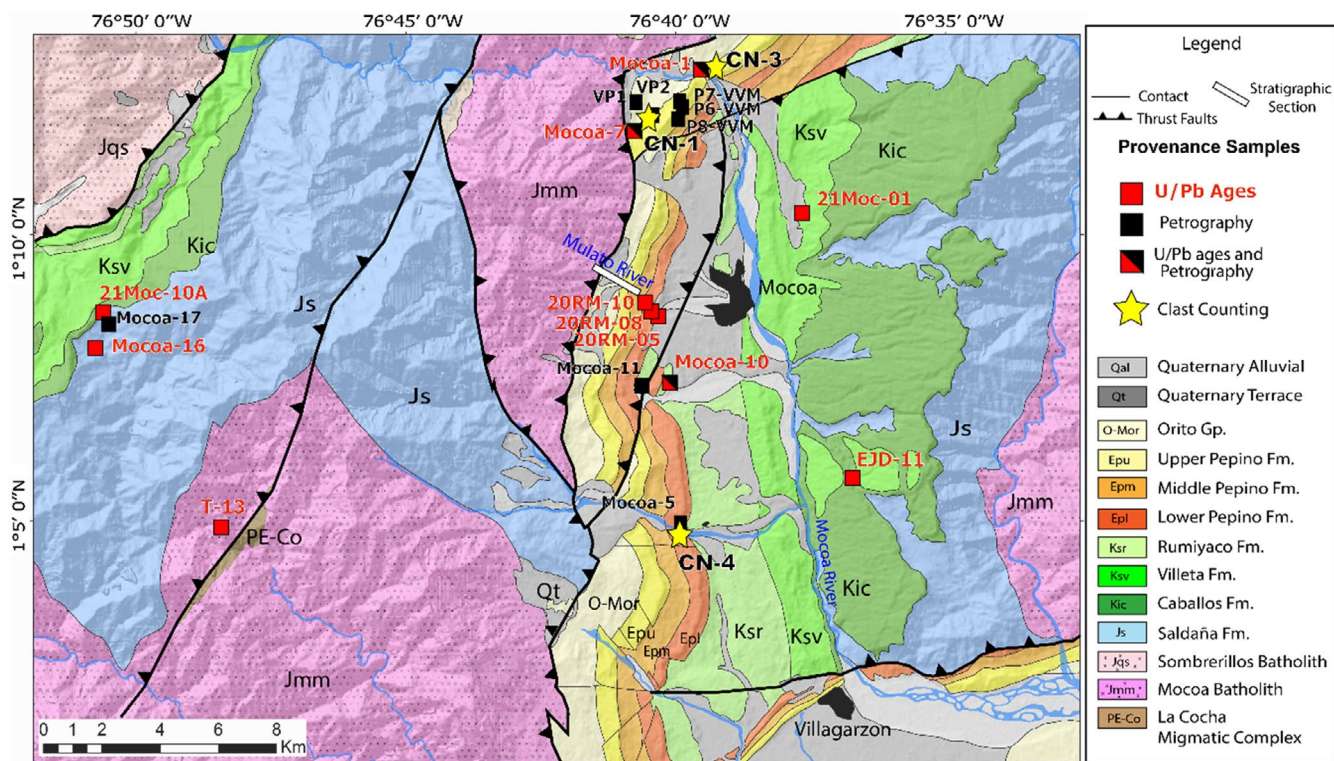 76°50′ 0″W
76°45′ 0″W
76°40′ 0″W
76°35′ 0″W
1°10′ 0″N
1°5′ 0″N
Mocoa-1
CN-3
VP1
VP2
P7-VVM
P6-VVM
P8-VVM
Mocoa-7
CN-1
Jqs
Jmm
Ksv
Kic
21Moc-01
Kic
Ksv
Mulato River
21Moc-10A
Mocoa-17
Js
Mocoa
20RM-10
20RM-08
20RM-05
Mocoa-16
Mocoa-11
Mocoa-10
Js
Js
EJD-11
Jmm
T-13
PE-Co
Mocoa-5
CN-4
Mocoa River
Kic
Qt
O-Mor
Epu
Epm
Epl
Ksr
Ksv
Jmm
Villagarzon
0 1 2 4 6 8
Km
Legend
Contact
Thrust Faults
Stratigraphic
Section
Provenance Samples
U/Pb Ages
Petrography
U/Pb ages and
Petrography
Clast Counting
Qal Quaternary Alluvial
Qt Quaternary Terrace
O-Mor Orito Gp.
Epu Upper Pepino Fm.
Epm Middle Pepino Fm.
Epl Lower Pepino Fm.
Ksr Rumiyaco Fm.
Ksv Villeta Fm.
Kic Caballos Fm.
Js Saldaña Fm.
Jqs Sombrerillos Batholith
Jmm Mocoa Batholith
PE-Co La Cocha
Migmatic Complex